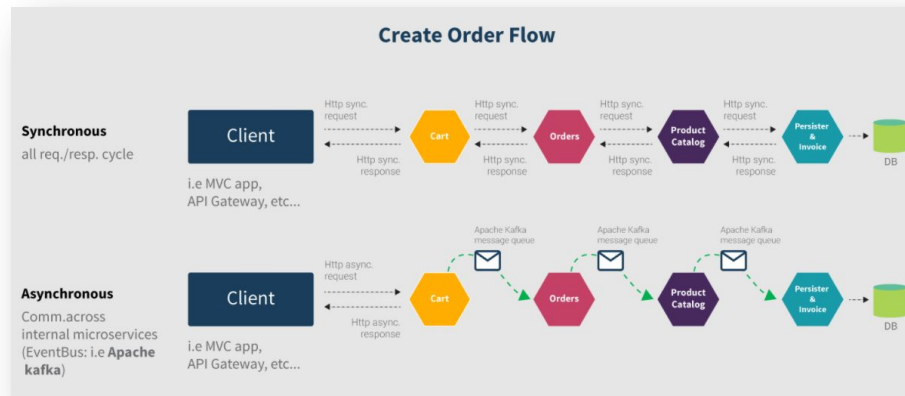 Create Order Flow
Synchronous
all req./resp. cycle
Client
i.e MVC app,
API Gateway, etc...
Http sync.
request
Http sync.
response
Cart
Http sync.
request
Http sync.
response
Orders
Http sync.
request
Http sync.
response
Product
Catalog
Http sync.
request
Http sync.
response
Persister
&
Invoice
DB
Asynchronous
Comm.across
internal microservices
(EventBus: i.e Apache
kafka)
Client
i.e MVC app,
API Gateway, etc...
Http async.
request
Http async.
response
Cart
Apache Kafka
message queue
Orders
Apache Kafka
message queue
Product
Catalog
Apache Kafka
message queue
Persister
&
Invoice
DB